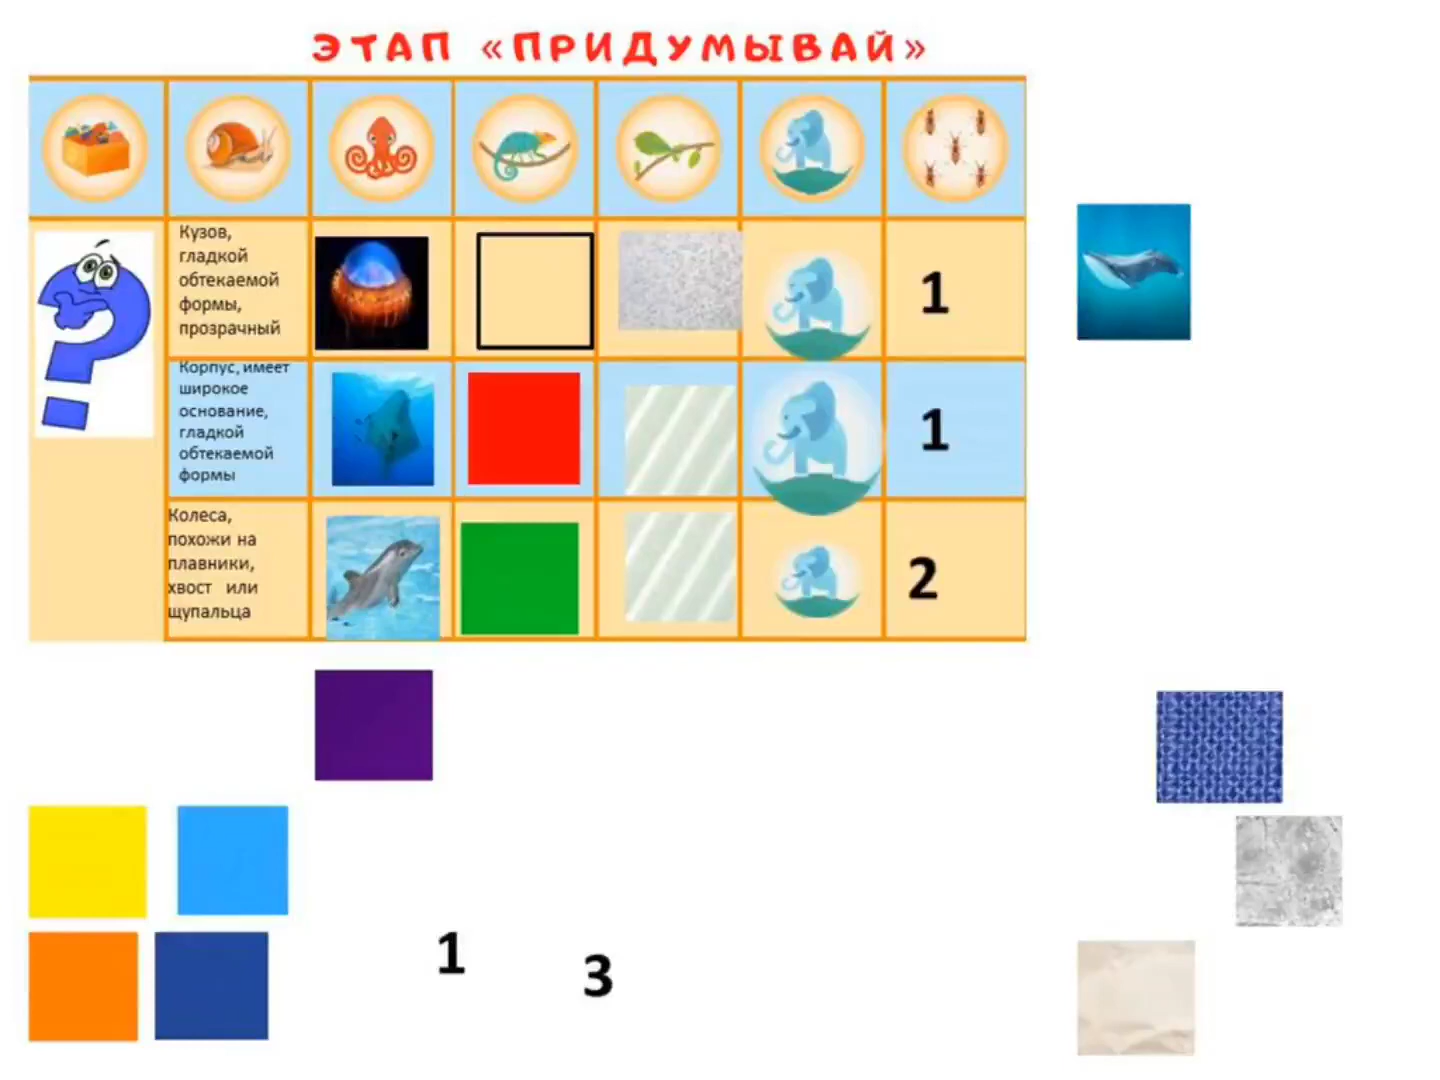 ЭТАП «ПРИДУМЫВАЙ»
Кузов,
гладкой
обтекаемой
формы,
прозрачный
1
Корпус, имеет
широкое
основание,
гладкой
обтекаемой
формы
1
Колеса,
похожи на
плавники,
хвост или
щупальца
2
1
3